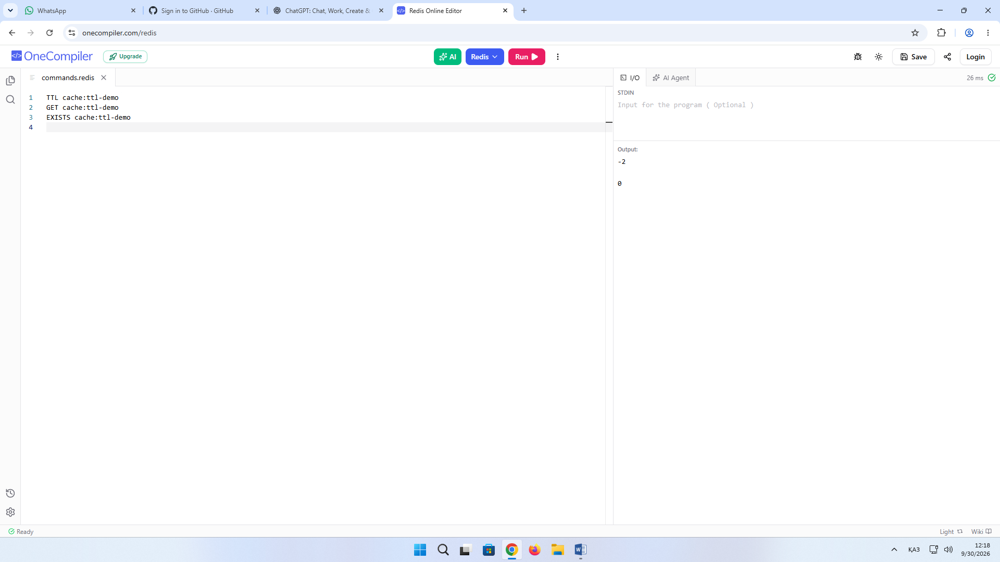 WhatsApp
Sign in to GitHub · GitHub
ChatGPT: Chat, Work, Create &
Redis Online Editor
onecompiler.com/redis
</> OneCompiler
Upgrade
AI
Redis
Run
Save
Login
commands.redis
1 TTL cache:ttl-demo
2 GET cache:ttl-demo
3 EXISTS cache:ttl-demo
4
I/O
AI Agent
26 ms
STDIN
Input for the program ( Optional )
Output:
-2
0
Ready
Light
Wiki
ҚАЗ
12:18
9/30/2026